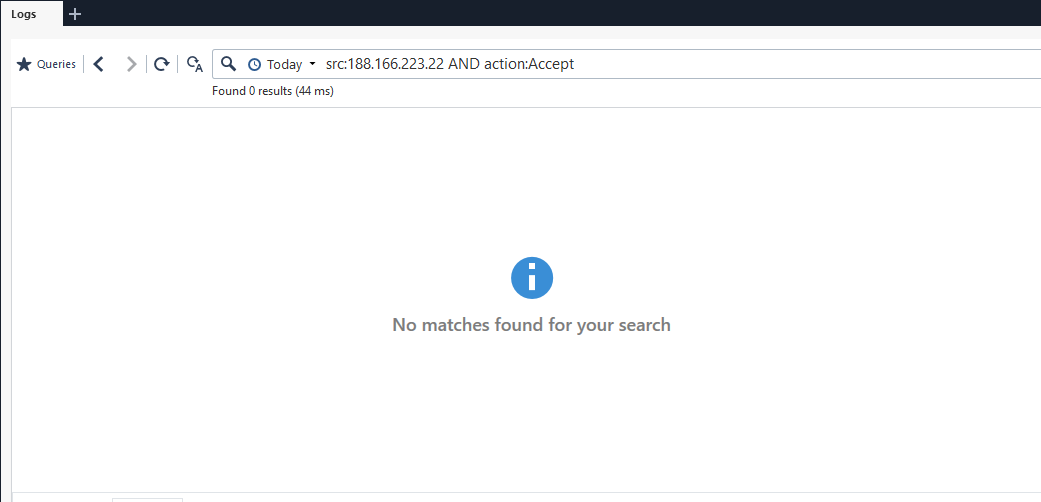 Logs
Queries Today src:188.166.223.22 AND action:Accept
Found 0 results (44 ms)
No matches found for your search